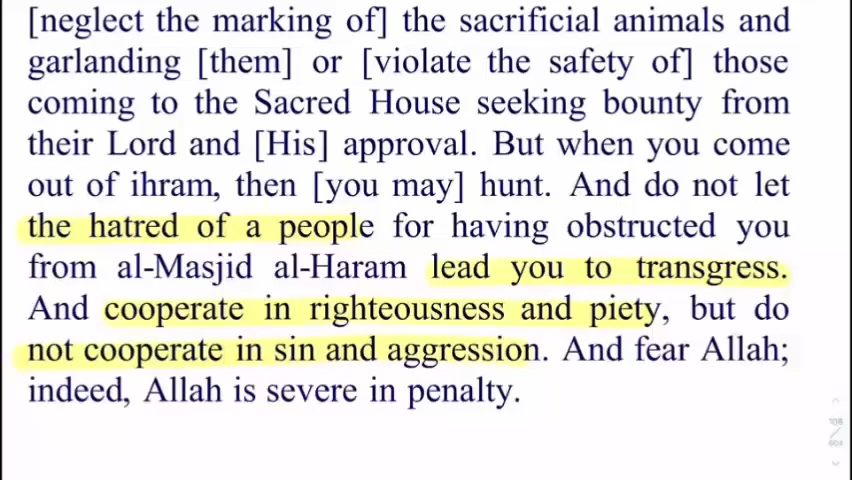 [neglect the marking of] the sacrificial animals and
garlanding [them] or [violate the safety of] those
coming to the Sacred House seeking bounty from
their Lord and [His] approval. But when you come
out of ihram, then [you may] hunt. And do not let
the hatred of a people for having obstructed you
from al-Masjid al-Haram lead you to transgress.
And cooperate in righteousness and piety, but do
not cooperate in sin and aggression. And fear Allah;
indeed, Allah is severe in penalty.